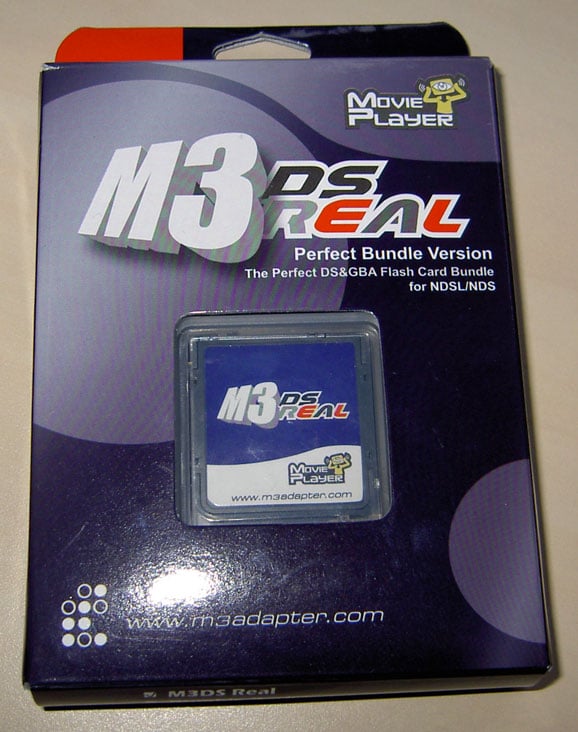 MOVIE
PLAYER
M3 DS
REAL
Perfect Bundle Version
The Perfect DS&GBA Flash Card Bundle
for NDSL/NDS
M3 DS
REAL
MOVIE
PLAYER
www.m3adapter.com
www.m3adapter.com
M3DS Real